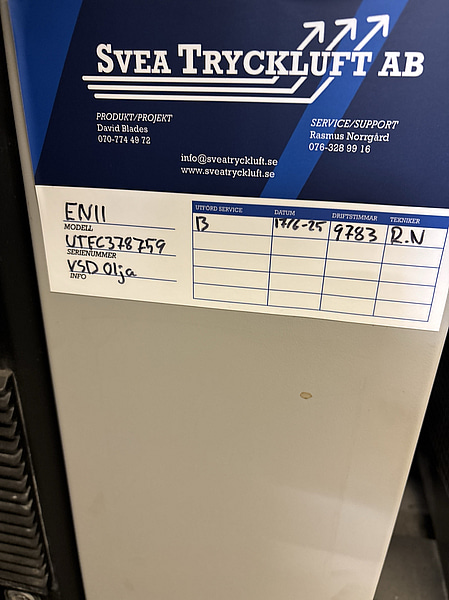 SVEA TRYCKLUFT AB
PRODUKT/PROJEKT
David Blades
070-774 49 72
SERVICE/SUPPORT
Rasmus Norrgård
076-328 99 16
info@sveatryckluft.se
www.sveatryckluft.se
EN11
MODELL
UTEC378759
SERIENUMMER
VSD Olja
INFO
UTFÖRD SERVICE DATUM DRIFTSTIMMAR TEKNIKER
B 17/6-25 9783 R.N